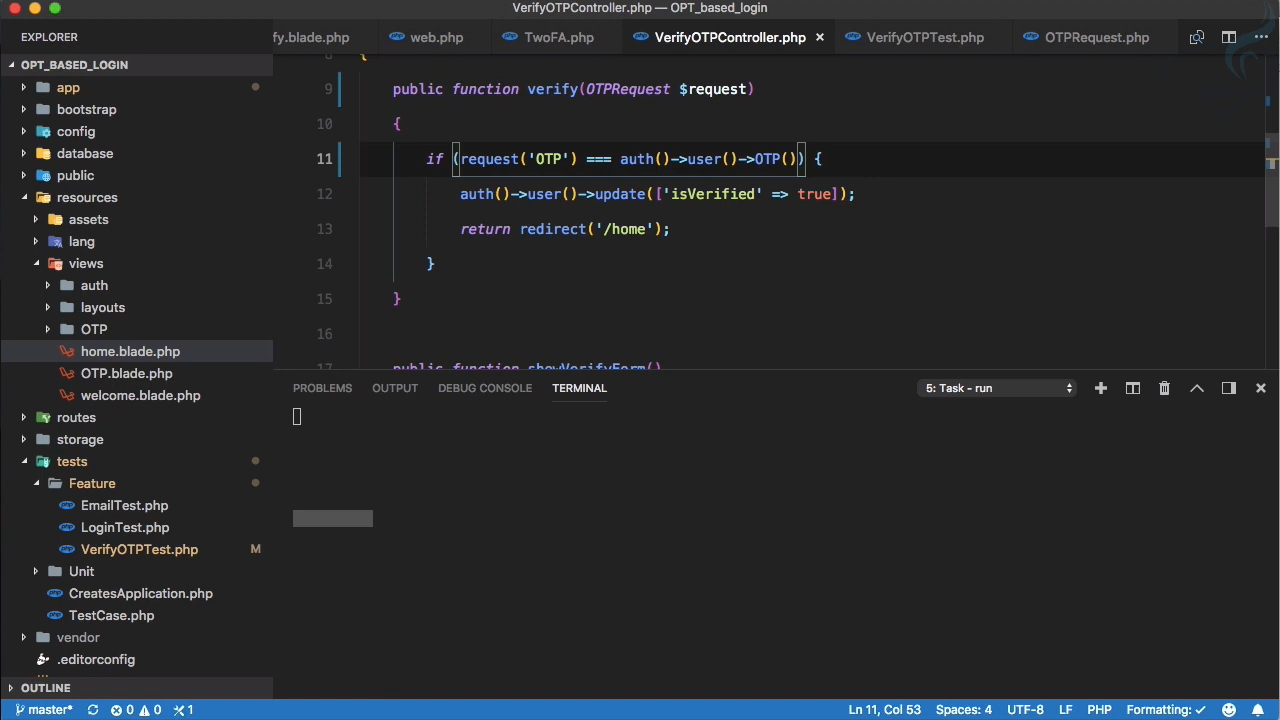 VerifyOTPController.php — OPT_based_login
EXPLORER
fy.blade.php
web.php
TwoFA.php
VerifyOTPController.php
VerifyOTPTest.php
OTPRequest.php
OPT_BASED_LOGIN
app
bootstrap
config
database
public
resources
assets
lang
views
auth
layouts
OTP
home.blade.php
OTP.blade.php
welcome.blade.php
routes
storage
tests
Feature
EmailTest.php
LoginTest.php
VerifyOTPTest.php M
Unit
CreatesApplication.php
TestCase.php
vendor
.editorconfig
OUTLINE
8 {
9 public function verify(OTPRequest $request)
10 {
11 if (request('OTP') === auth()->user()->OTP()) {
12 auth()->user()->update(['isVerified' => true]);
13 return redirect('/home');
14 }
15 }
16
17 public function showVerifyForm()
PROBLEMS OUTPUT DEBUG CONSOLE TERMINAL
5: Task - run
master* 0 0 1
Ln 11, Col 53 Spaces: 4 UTF-8 LF PHP Formatting: ✓